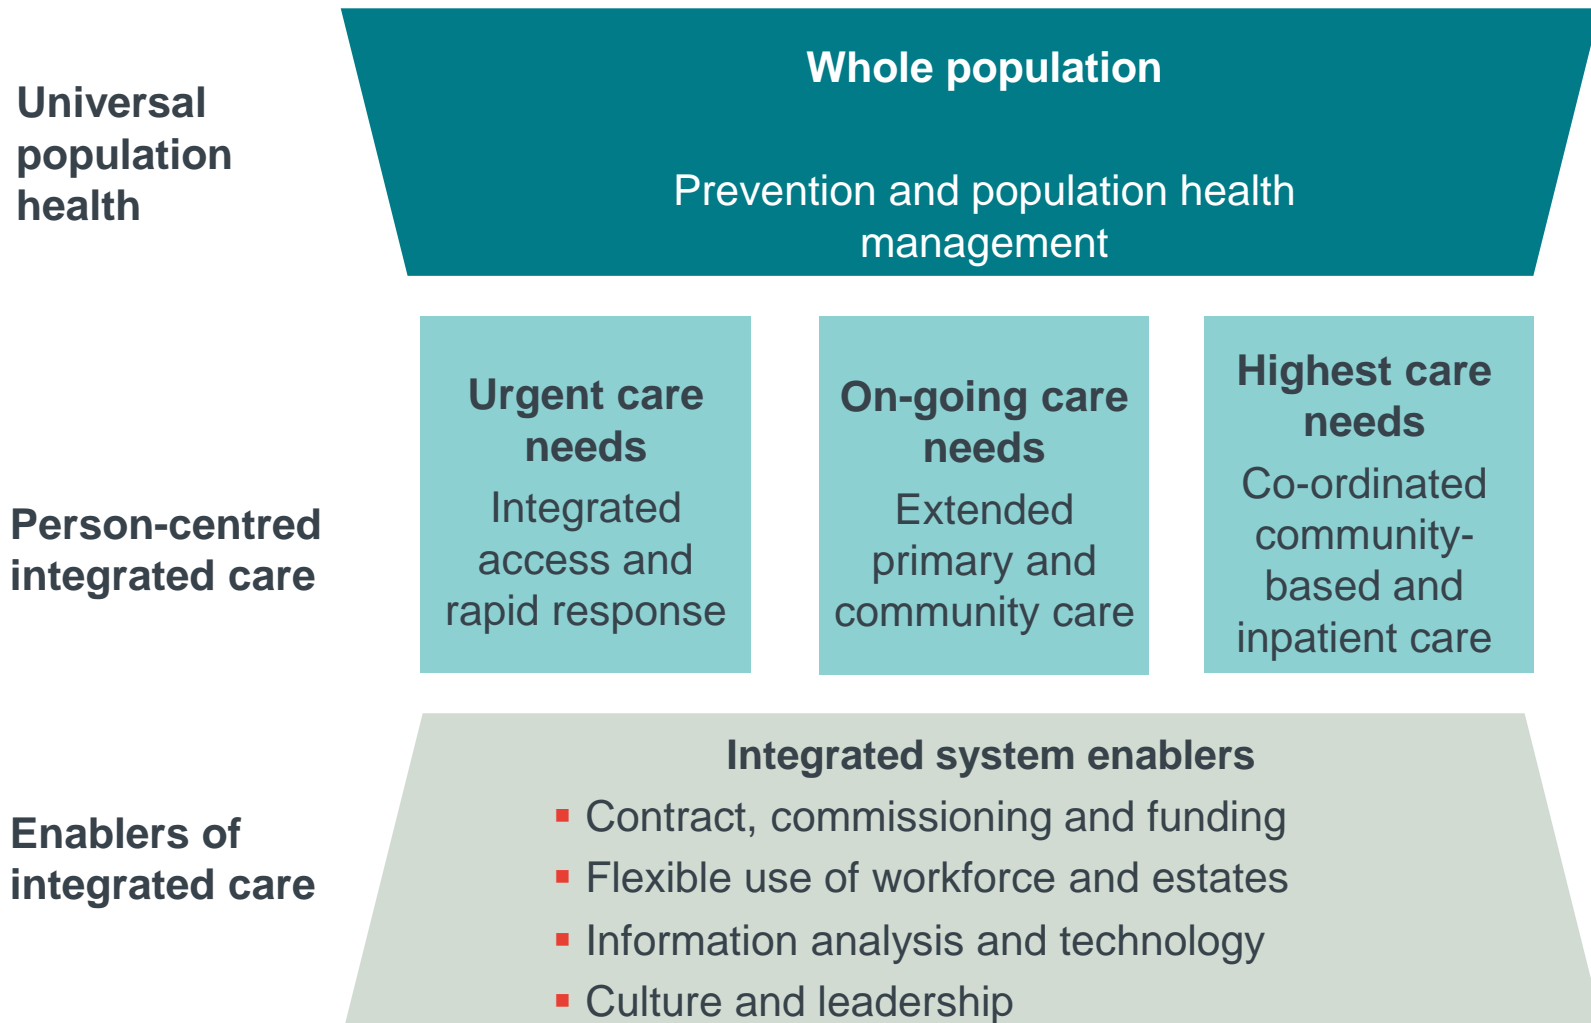 Universal
population
health
Whole population
Prevention and population health
management
Person-centred
integrated care
Urgent care
needs
Integrated
access and
rapid response
On-going care
needs
Extended
primary and
community care
Highest care
needs
Co-ordinated
community-
based and
inpatient care
Enablers of
integrated care
Integrated system enablers
▪ Contract, commissioning and funding
▪ Flexible use of workforce and estates
▪ Information analysis and technology
▪ Culture and leadership